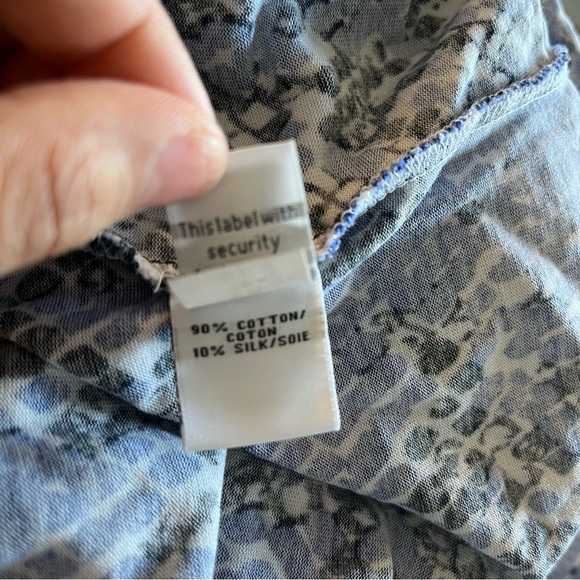 This label with
security
90% COTTON/
COTON
10% SILK/SOIE